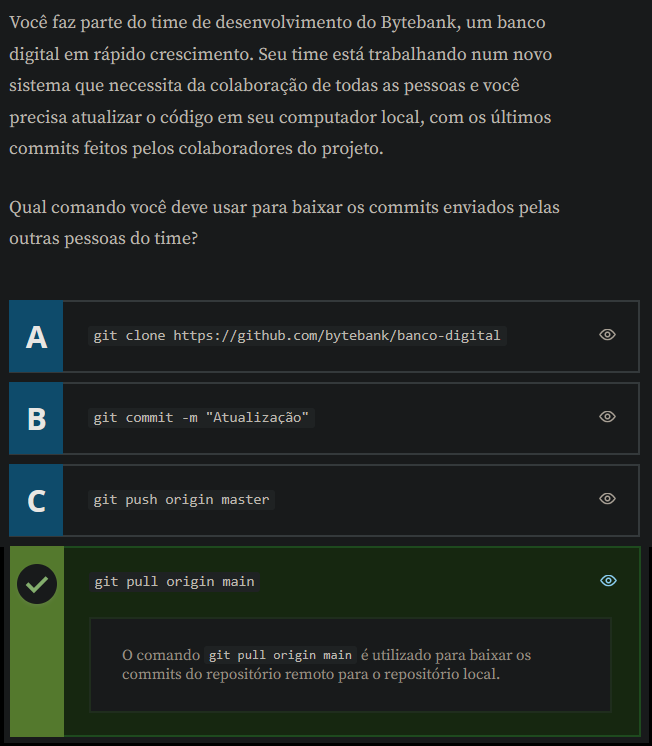 Você faz parte do time de desenvolvimento do Bytebank, um banco
digital em rápido crescimento. Seu time está trabalhando num novo
sistema que necessita da colaboração de todas as pessoas e você
precisa atualizar o código em seu computador local, com os últimos
commits feitos pelos colaboradores do projeto.
Qual comando você deve usar para baixar os commits enviados pelas
outras pessoas do time?
A git clone https://github.com/bytebank/banco-digital
B git commit -m "Atualização"
C git push origin master
git pull origin main
O comando git pull origin main é utilizado para baixar os
commits do repositório remoto para o repositório local.